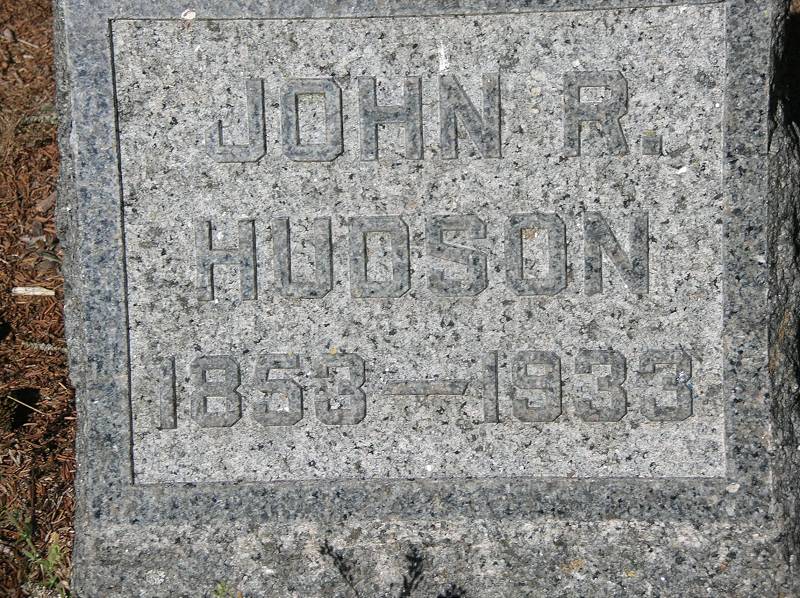 JOHN R.
HUDSON
1853 — 1933